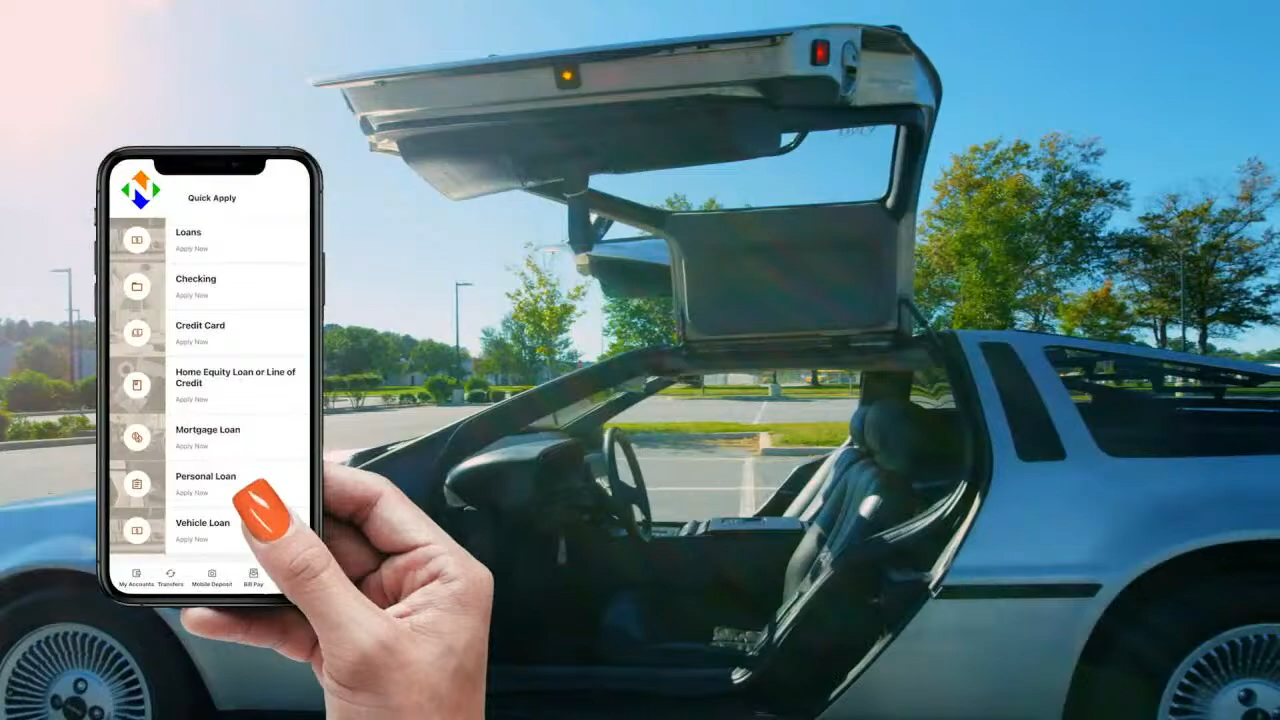 Quick Apply
Loans
Apply Now
Checking
Apply Now
Credit Card
Apply Now
Home Equity Loan or Line of
Credit
Apply Now
Mortgage Loan
Apply Now
Personal Loan
Apply Now
Vehicle Loan
Apply Now
My Accounts Transfers Mobile Deposit Bill Pay